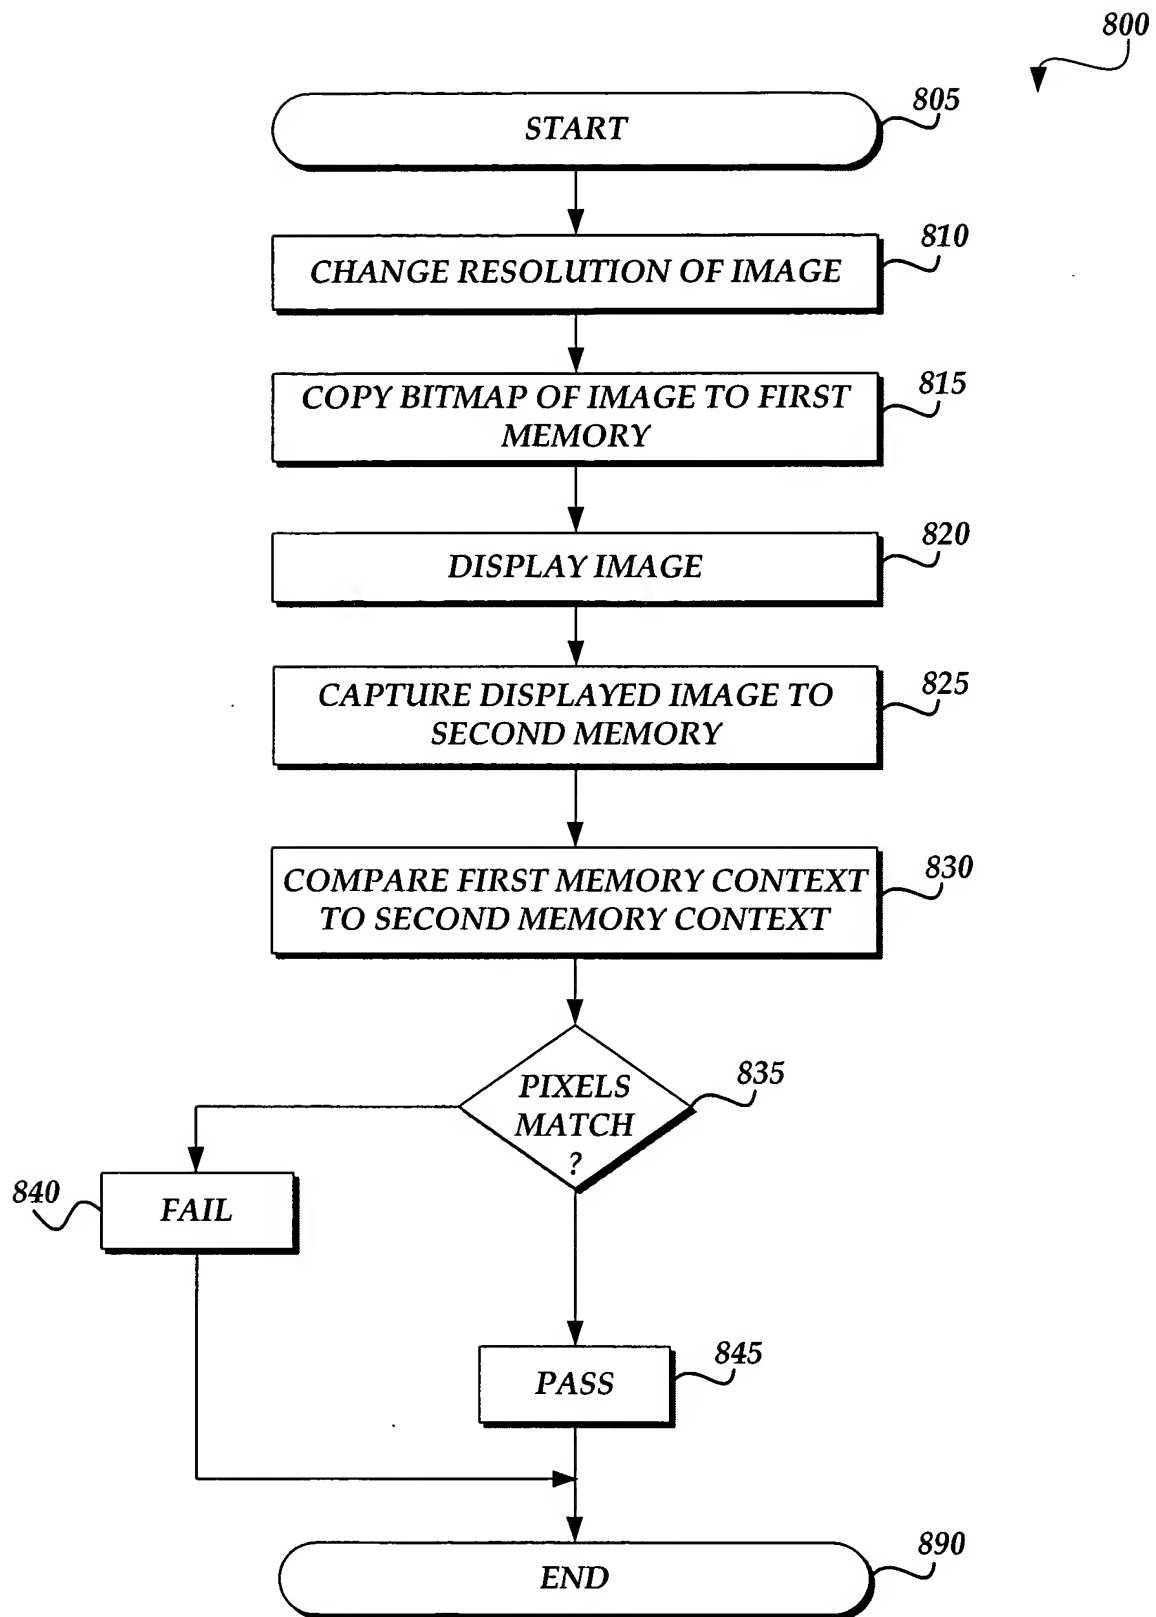 800
START
805
CHANGE RESOLUTION OF IMAGE
810
COPY BITMAP OF IMAGE TO FIRST
MEMORY
815
DISPLAY IMAGE
820
CAPTURE DISPLAYED IMAGE TO
SECOND MEMORY
825
COMPARE FIRST MEMORY CONTEXT
TO SECOND MEMORY CONTEXT
830
PIXELS
MATCH
?
835
840
FAIL
PASS
845
END
890